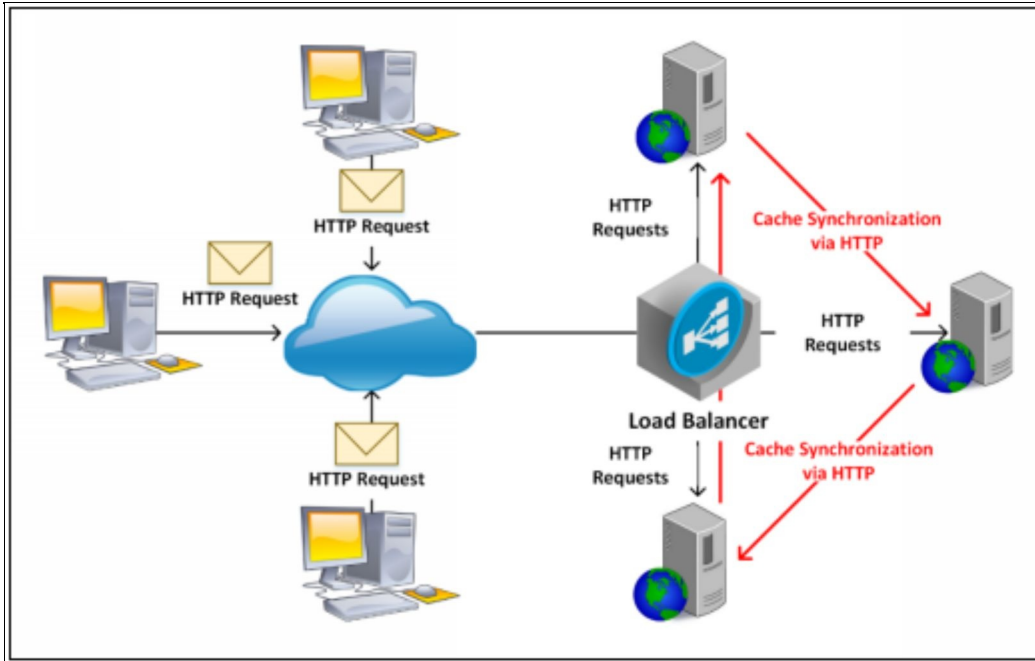 HTTP Request
HTTP Request
HTTP Request
HTTP
Requests
Cache Synchronization
via HTTP
HTTP
Requests
Load Balancer
HTTP
Requests
Cache Synchronization
via HTTP